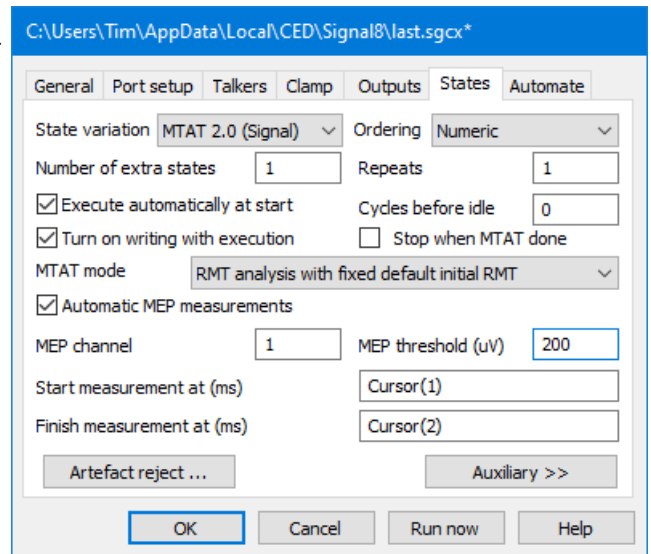 C:\Users\Tim\AppData\Local\CED\Signal8\last.sgcx*
General Port setup Talkers Clamp Outputs States Automate
State variation MTAT 2.0 (Signal) Ordering Numeric
Number of extra states 1 Repeats 1
Execute automatically at start Cycles before idle 0
Turn on writing with execution Stop when MTAT done
MTAT mode RMT analysis with fixed default initial RMT
Automatic MEP measurements
MEP channel 1 MEP threshold (uV) 200
Start measurement at (ms) Cursor(1)
Finish measurement at (ms) Cursor(2)
Artefact reject ... Auxiliary >>
OK Cancel Run now Help